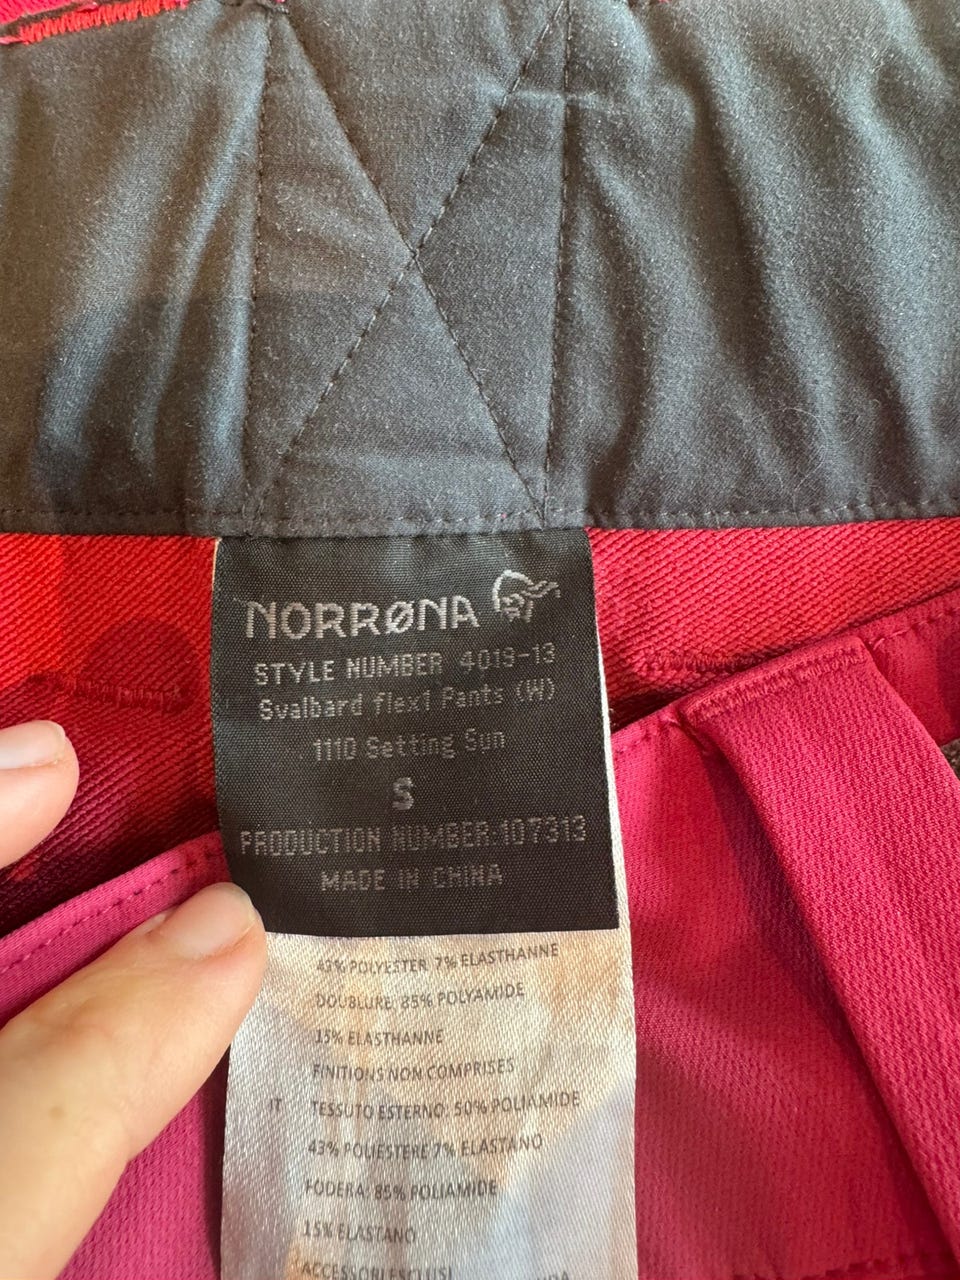 NORRØNA
STYLE NUMBER 4019-13
Svalbard flex1 Pants (W)
1110 Setting Sun
S
PRODUCTION NUMBER:107313
MADE IN CHINA
43% POLYESTER 7% ELASTHANNE
DOUBLURE: 85% POLYAMIDE
15% ELASTHANNE
FINITIONS NON COMPRISES
IT TESSUTO ESTERNO: 50% POLIAMIDE
43% POLIESTERE 7% ELASTANO
FODERA: 85% POLIAMIDE
15% ELASTANO
ACCESSORI ESCLUSI